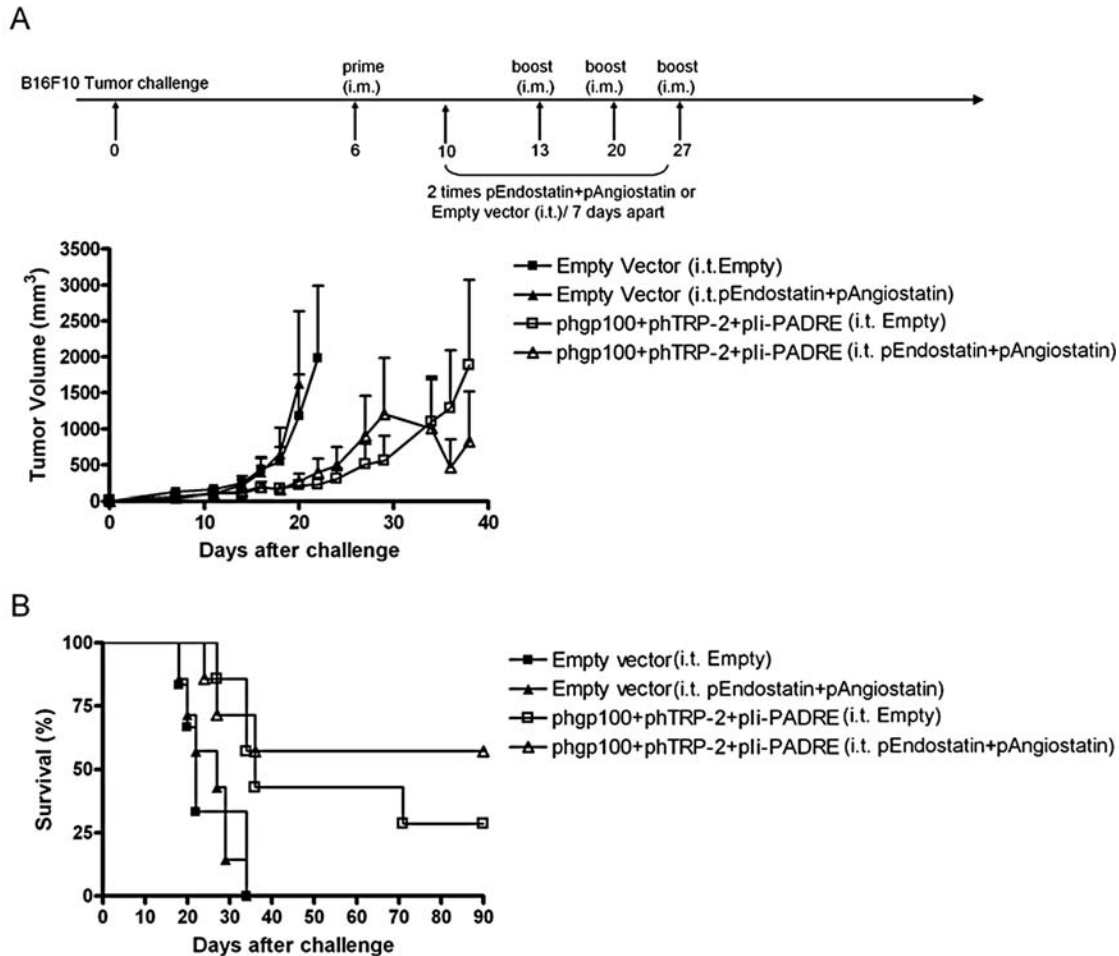 A
B16F10 Tumor challenge
prime
(i.m.)
boost
(i.m.)
boost
(i.m.)
boost
(i.m.)
0
6
10
13
20
27
2 times pEndostatin+pAngiostatin or
Empty vector (i.t.)/ 7 days apart
Tumor Volume (mm³)
3500
3000
2500
2000
1500
1000
500
0
0
10
20
30
40
Days after challenge
Empty Vector (i.t.Empty)
Empty Vector (i.t.pEndostatin+pAngiostatin)
phgp100+phTRP-2+pIi-PADRE (i.t. Empty)
phgp100+phTRP-2+pIi-PADRE (i.t. pEndostatin+pAngiostatin)
B
Survival (%)
100
75
50
25
0
0
10
20
30
40
50
60
70
80
90
Days after challenge
Empty vector(i.t. Empty)
Empty vector(i.t. pEndostatin+pAngiostatin)
phgp100+phTRP-2+pIi-PADRE (i.t. Empty)
phgp100+phTRP-2+pIi-PADRE (i.t. pEndostatin+pAngiostatin)